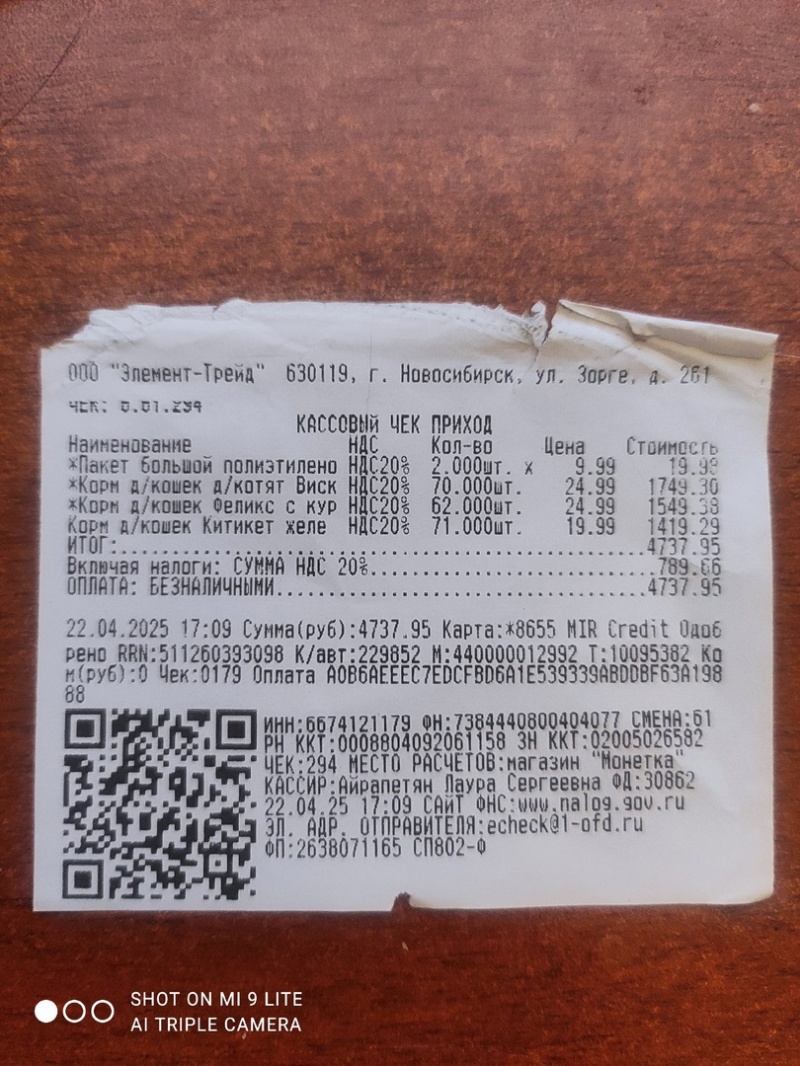 ООО "Элемент-Трейд" 630119, г. Новосибирск, ул. Зорге, д. 261
ЧЕК: 0.01.294
КАССОВЫЙ ЧЕК ПРИХОД
Наименование НДС Кол-во Цена Стоимость
*Пакет большой полиэтилено НДС20% 2.000шт. x 9.99 19.98
*Корм д/кошек д/котят Виск НДС20% 70.000шт. 24.99 1749.30
*Корм д/кошек Феликс с кур НДС20% 62.000шт. 24.99 1549.38
Корм д/кошек Китикет желе НДС20% 71.000шт. 19.99 1419.29
ИТОГ:..........4737.95
Включая налоги: СУММА НДС 20%..........789.66
ОПЛАТА: БЕЗНАЛИЧНЫМИ..........4737.95
22.04.2025 17:09 Сумма(руб):4737.95 Карта:*8655 MIR Credit Одоб
рено RRN:511260393098 К/авт:229852 М:440000012992 Т:10095382 Ко
м(руб):0 Чек:0179 Оплата A0B6AEEEC7EDCFBD6A1E539339ABDDBF63A198
88
ИНН:6674121179 ФН:7384440800404077 СМЕНА:61
РН ККТ:0008804092061158 ЗН ККТ:02005026582
ЧЕК:294 МЕСТО РАСЧЕТОВ:магазин "Монетка"
КАССИР:Айрапетян Лаура Сергеевна ФД:30862
22.04.25 17:09 САЙТ ФНС:www.nalog.gov.ru
ЭЛ. АДР. ОТПРАВИТЕЛЯ:echeck@1-ofd.ru
ФП:2638071165 СП802-Ф
SHOT ON MI 9 LITE
AI TRIPLE CAMERA